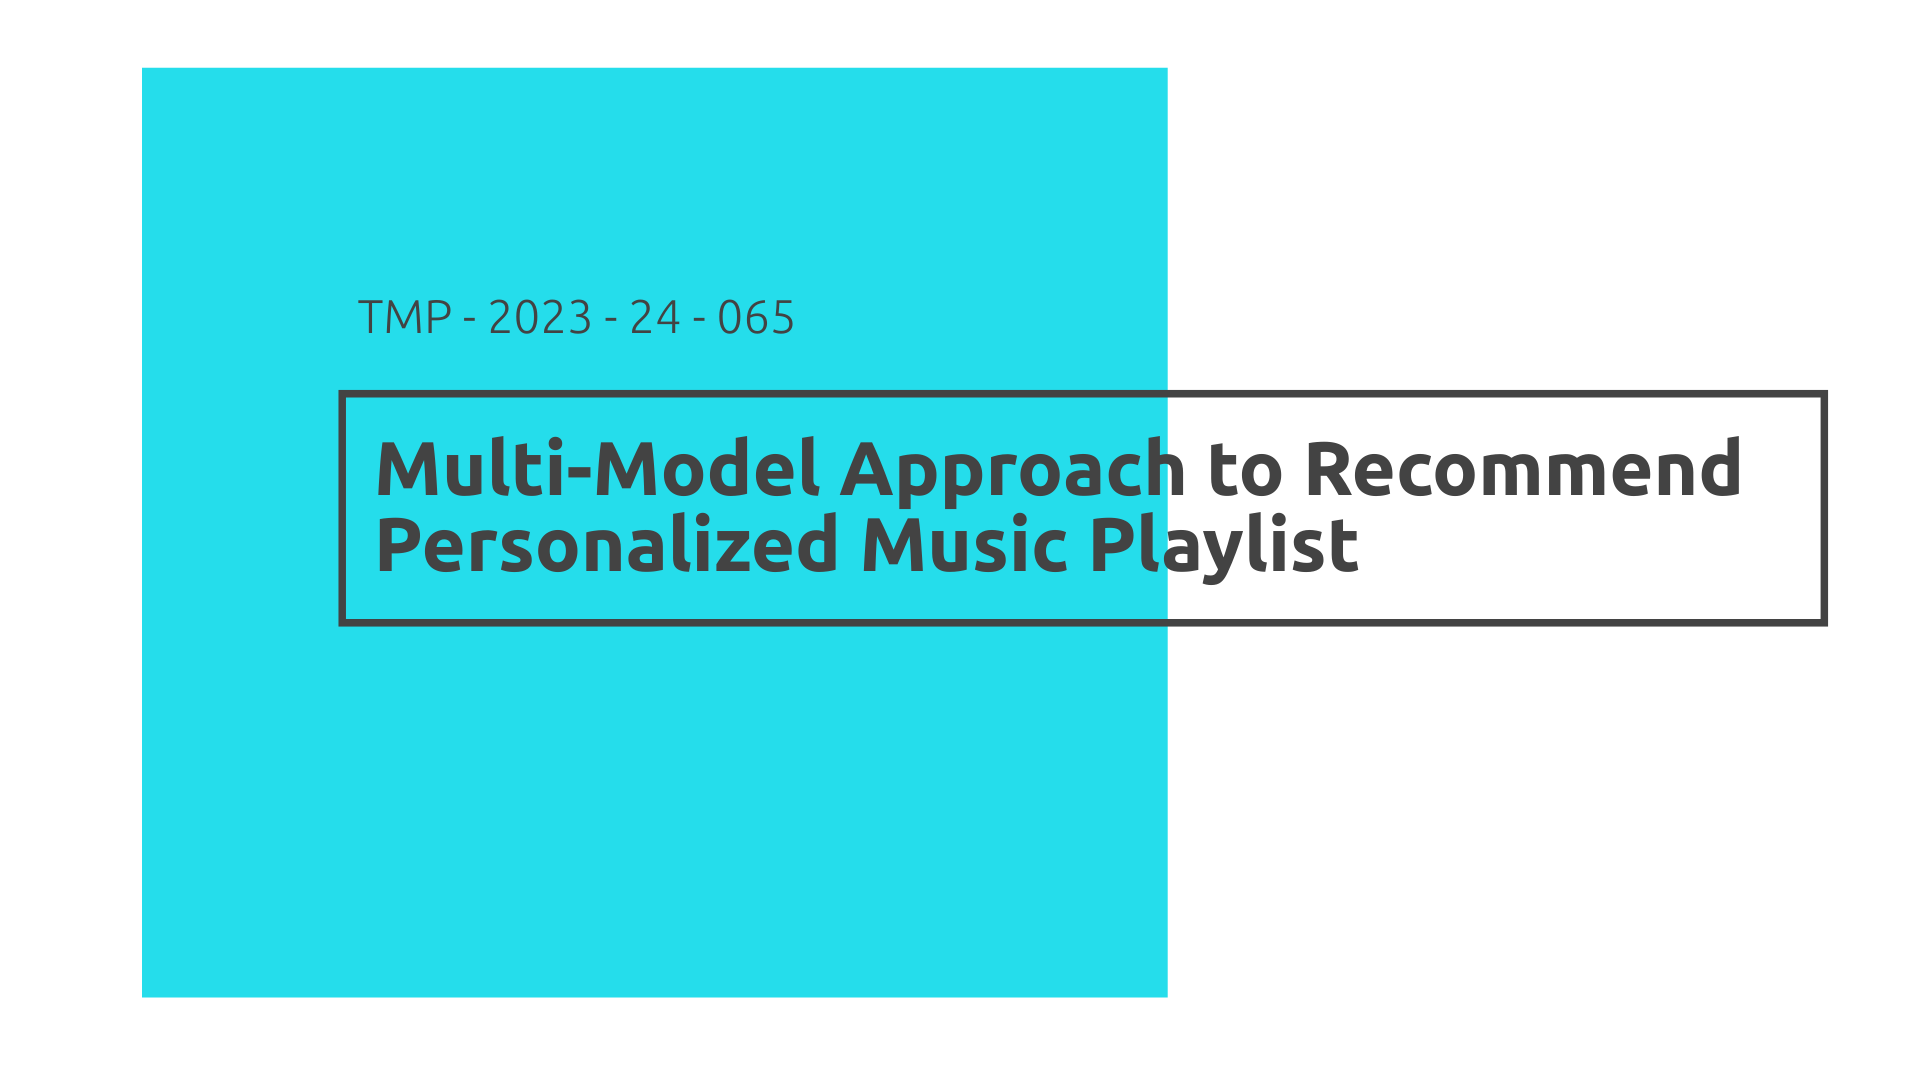 TMP - 2023 - 24 - 065
Multi-Model Approach to Recommend
Personalized Music Playlist